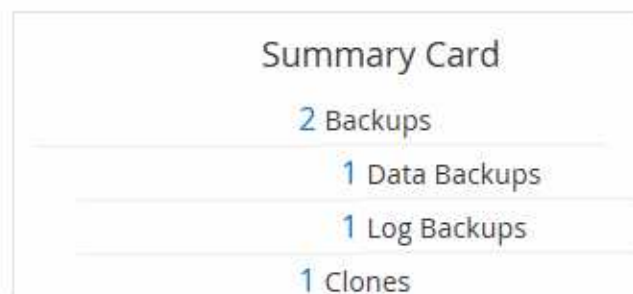 Summary Card
2 Backups
1 Data Backups
1 Log Backups
1 Clones